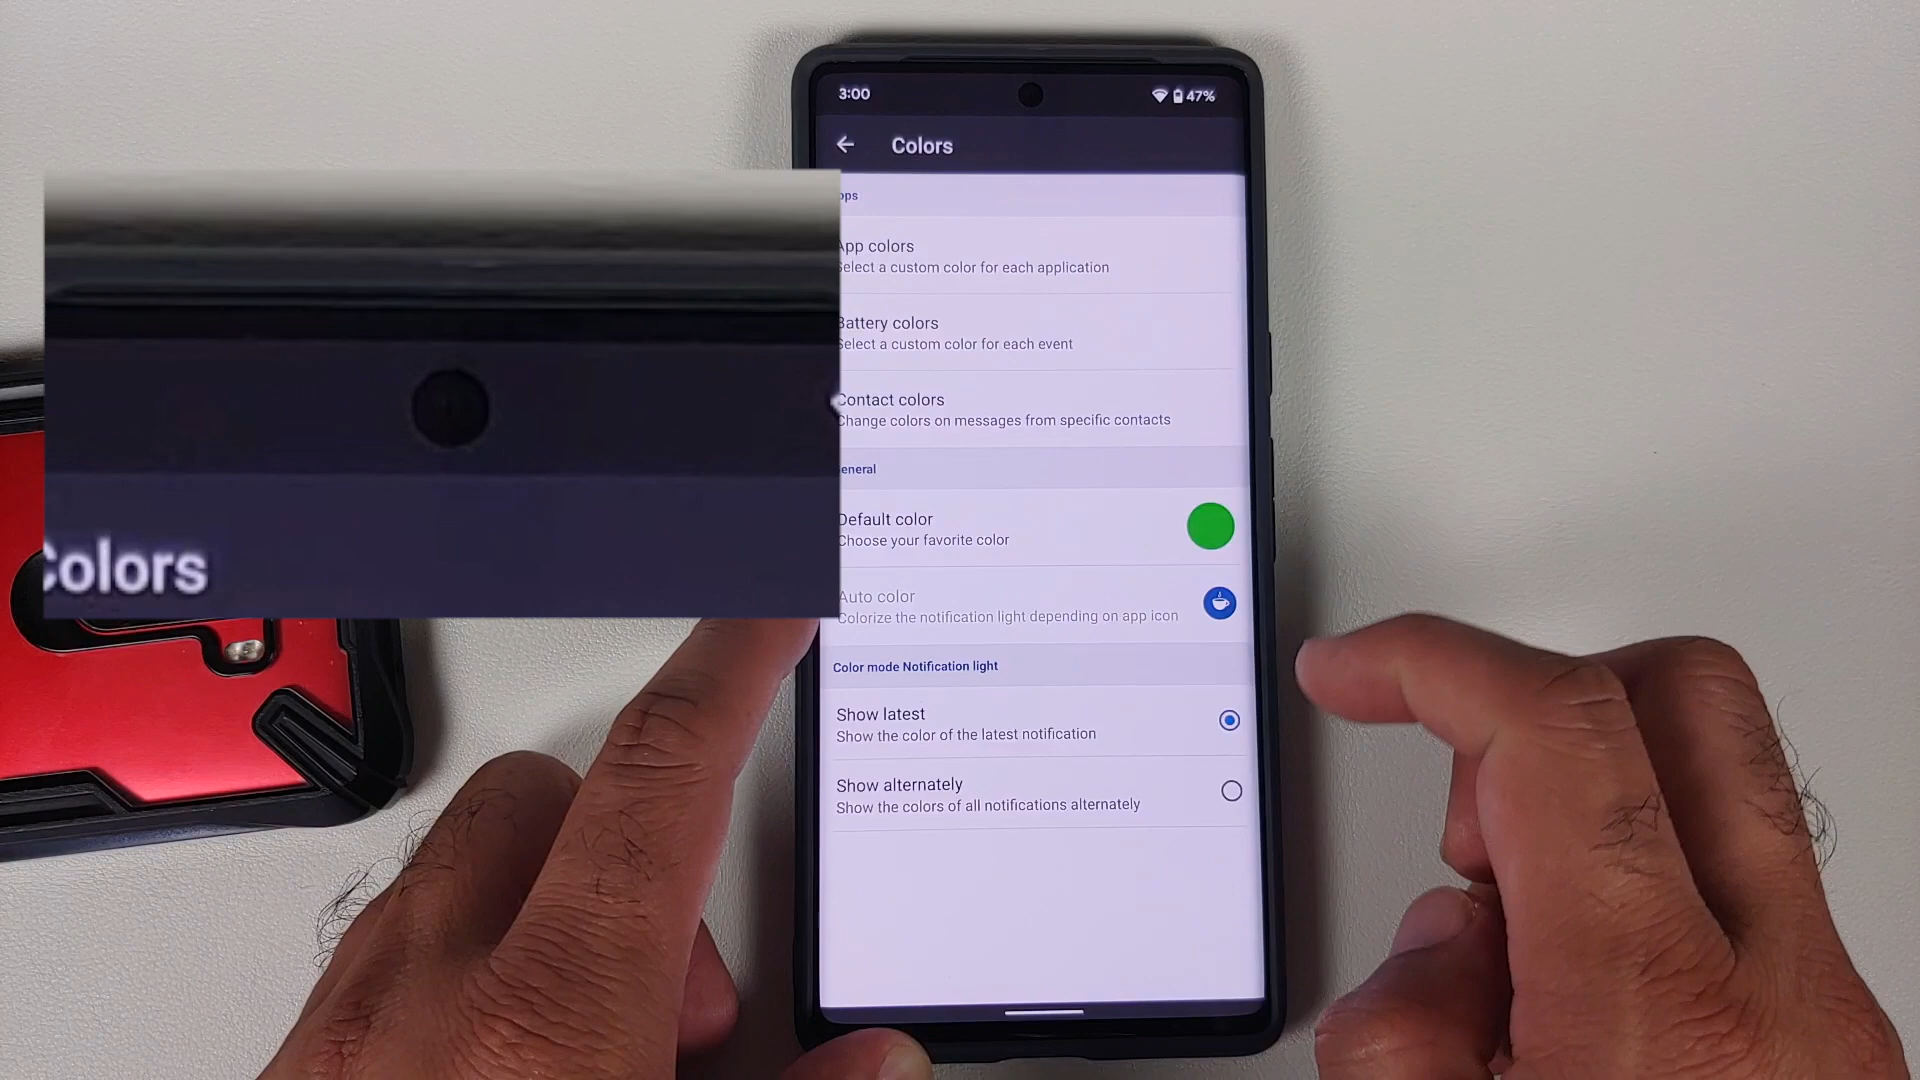 3:00
47%
Colors
pps
App colors
Select a custom color for each application
Battery colors
Select a custom color for each event
Contact colors
Change colors on messages from specific contacts
eneral
Default color
Choose your favorite color
Auto color
Colorize the notification light depending on app icon
Color mode Notification light
Show latest
Show the color of the latest notification
Show alternately
Show the colors of all notifications alternately
Colors